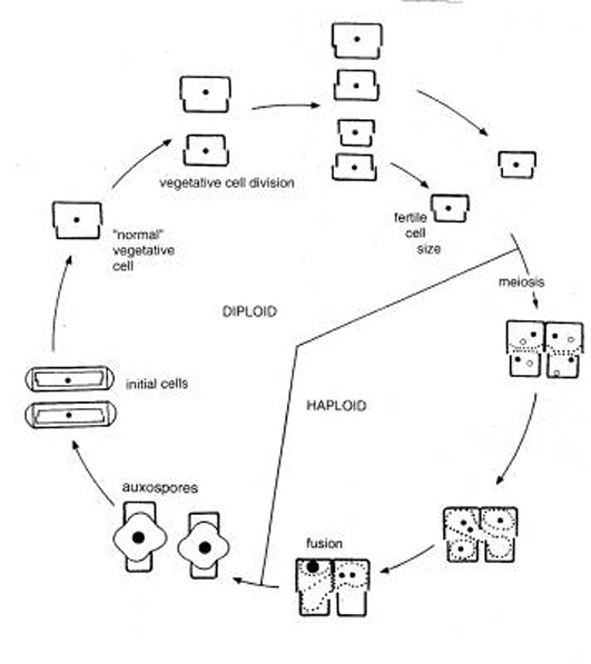 vegetative cell division
"normal"
vegetative
cell
fertile
cell
size
meiosis
DIPLOID
initial cells
HAPLOID
auxospores
fusion